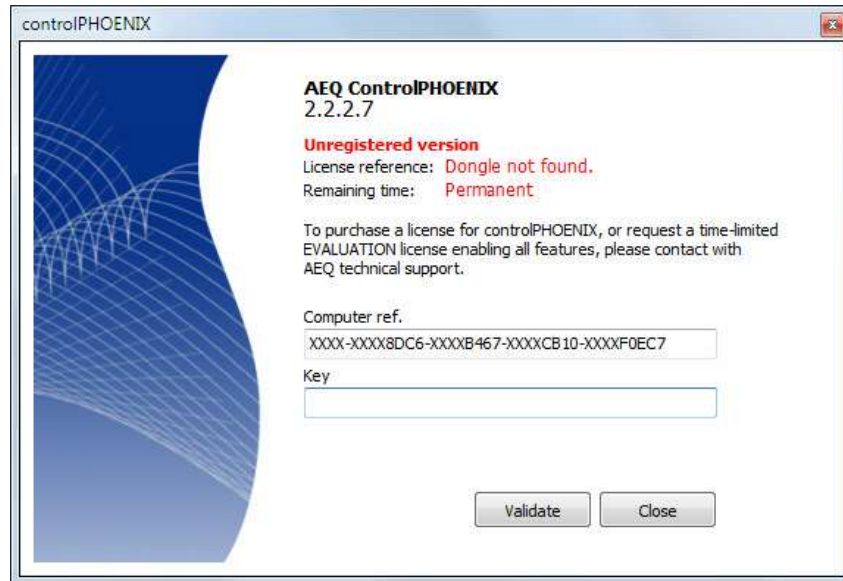 controlPHOENIX
AEQ ControlPHOENIX
2.2.2.7
Unregistered version
License reference: Dongle not found.
Remaining time: Permanent
To purchase a license for controlPHOENIX, or request a time-limited
EVALUATION license enabling all features, please contact with
AEQ technical support.
Computer ref.
XXXX-XXXX8DC6-XXXXB467-XXXXCB10-XXXXF0EC7
Key
Validate Close